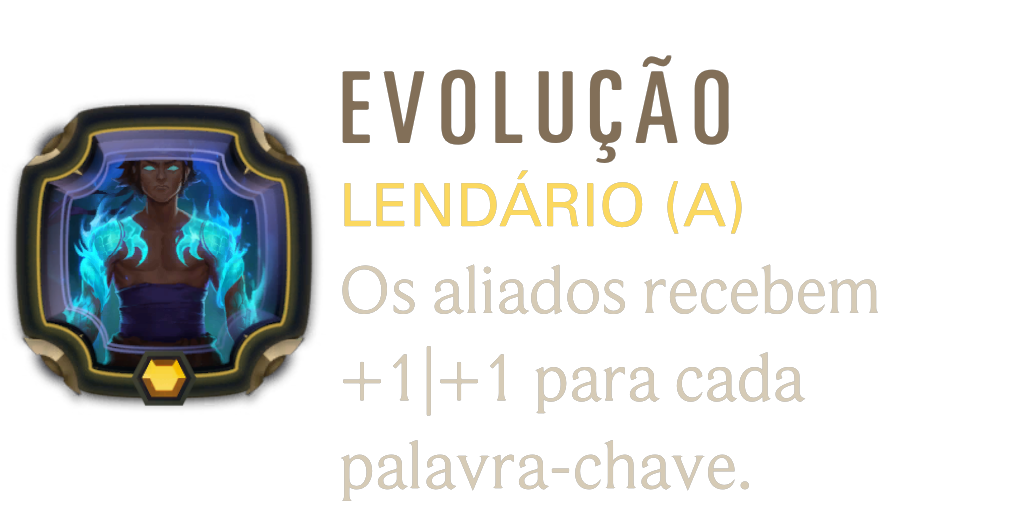 EVOLUÇÃO
LENDÁRIO (A)
Os aliados recebem
+1|+1 para cada
palavra-chave.